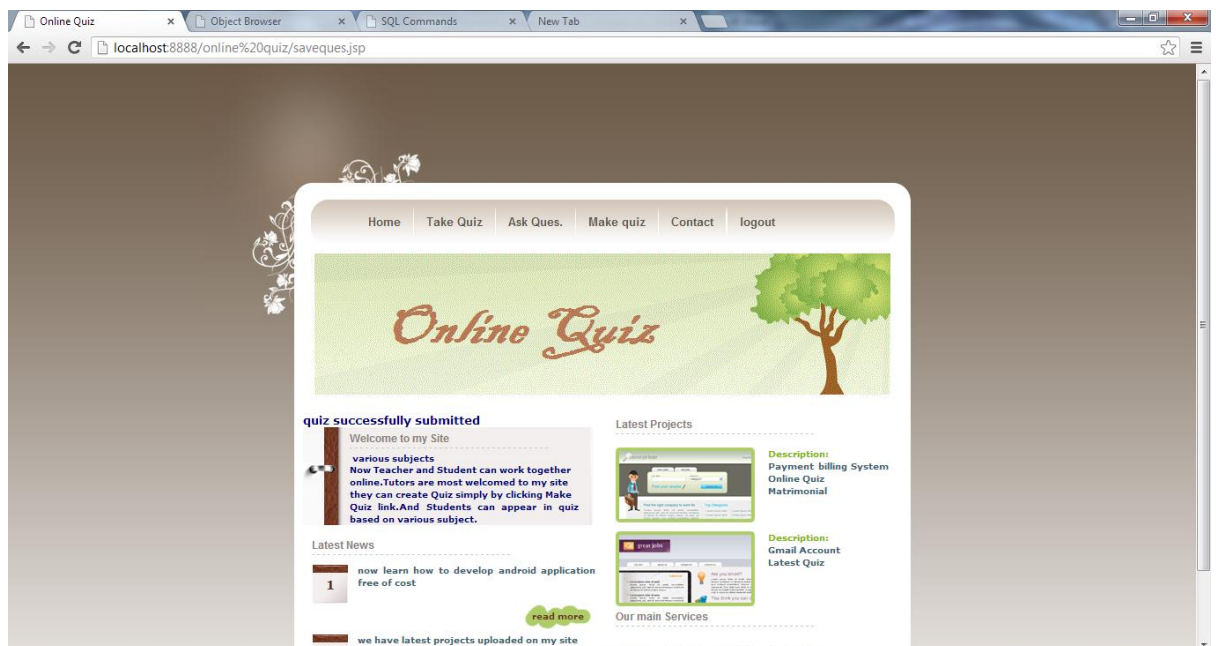 Online Quiz
Object Browser
SQL Commands
New Tab
localhost:8888/online%20quiz/saveques.jsp
Home Take Quiz Ask Ques. Make quiz Contact logout
Online Quiz
quiz successfully submitted
Welcome to my Site
various subjects
Now Teacher and Student can work together
online.Tutors are most welcomed to my site
they can create Quiz simply by clicking Make
Quiz link.And Students can appear in quiz
based on various subject.
Latest News
1
now learn how to develop android application
free of cost
read more
we have latest projects uploaded on my site
Latest Projects
Description:
Payment billing System
Online Quiz
Matrimonial
great jobs
Description:
Gmail Account
Latest Quiz
Our main Services